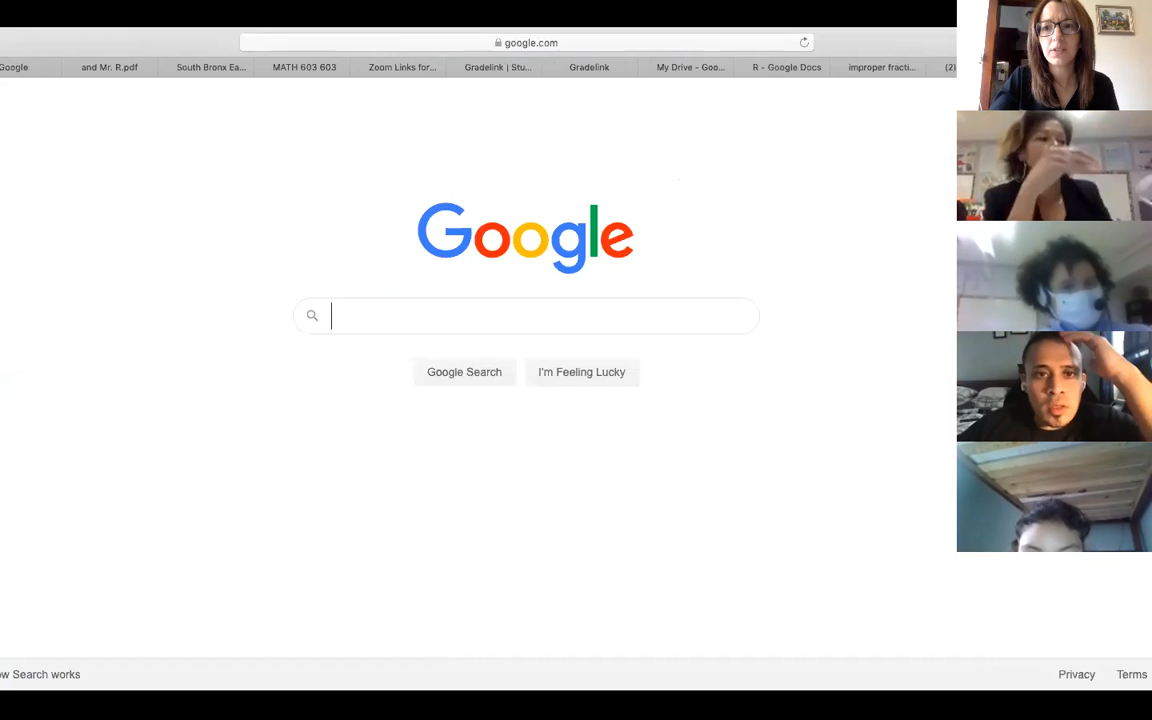 google.com
Google
and Mr. R.pdf
South Bronx Ea...
MATH 603 603
Zoom Links for...
Gradelink | Stu...
Gradelink
My Drive - Goo...
R - Google Docs
improper fracti...
(2)
Google
Google Search
I'm Feeling Lucky
ow Search works
Privacy
Terms